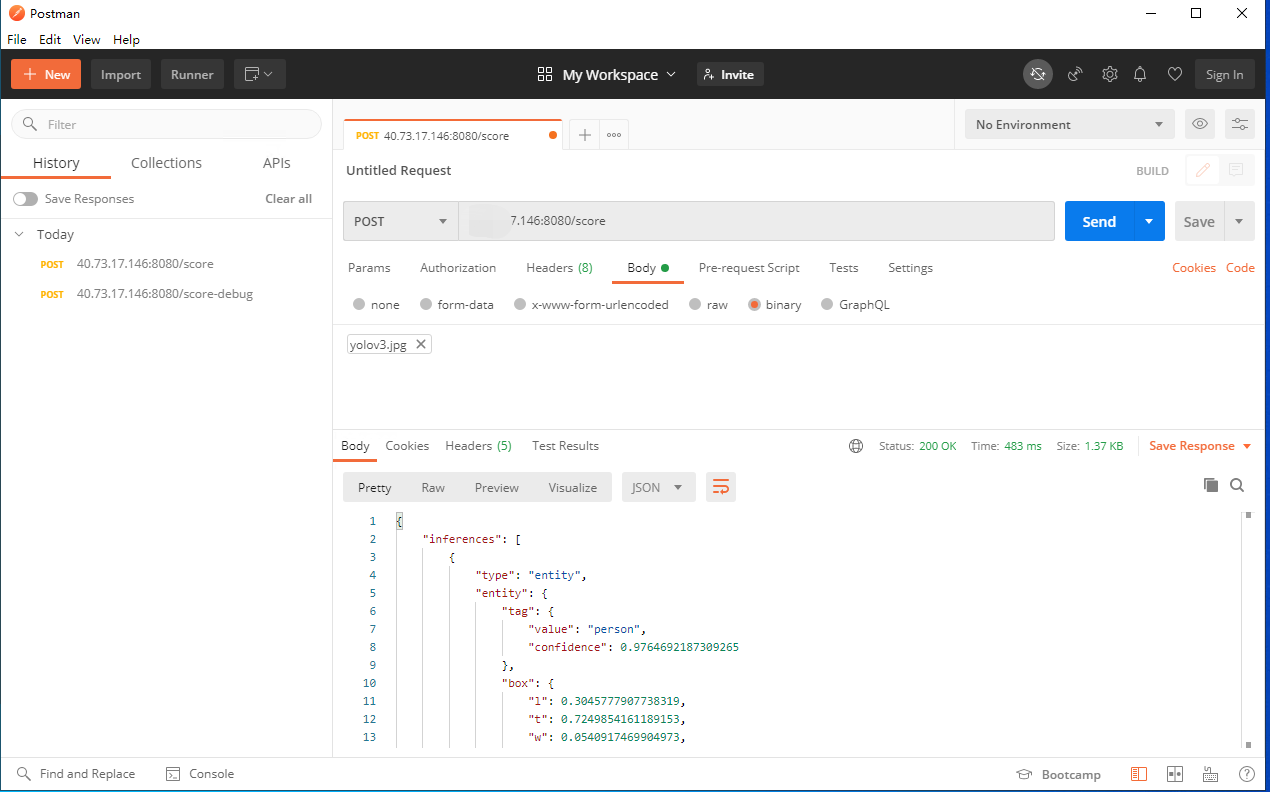 Postman
File Edit View Help
New Import Runner My Workspace Invite Sign In
Filter
History Collections APIs
Save Responses Clear all
Today
POST 40.73.17.146:8080/score
POST 40.73.17.146:8080/score-debug
POST 40.73.17.146:8080/score
No Environment
Untitled Request
BUILD
POST 7.146:8080/score
Send Save
Params Authorization Headers (8) Body Pre-request Script Tests Settings Cookies Code
none form-data x-www-form-urlencoded raw binary GraphQL
yolov3.jpg
Body Cookies Headers (5) Test Results Status: 200 OK Time: 483 ms Size: 1.37 KB Save Response
Pretty Raw Preview Visualize JSON
1 {
2 "inferences": [
3 {
4 "type": "entity",
5 "entity": {
6 "tag": {
7 "value": "person",
8 "confidence": 0.9764692187309265
9 },
10 "box": {
11 "l": 0.3045777907738319,
12 "t": 0.7249854161189153,
13 "w": 0.0540917469904973,
Find and Replace Console Bootcamp